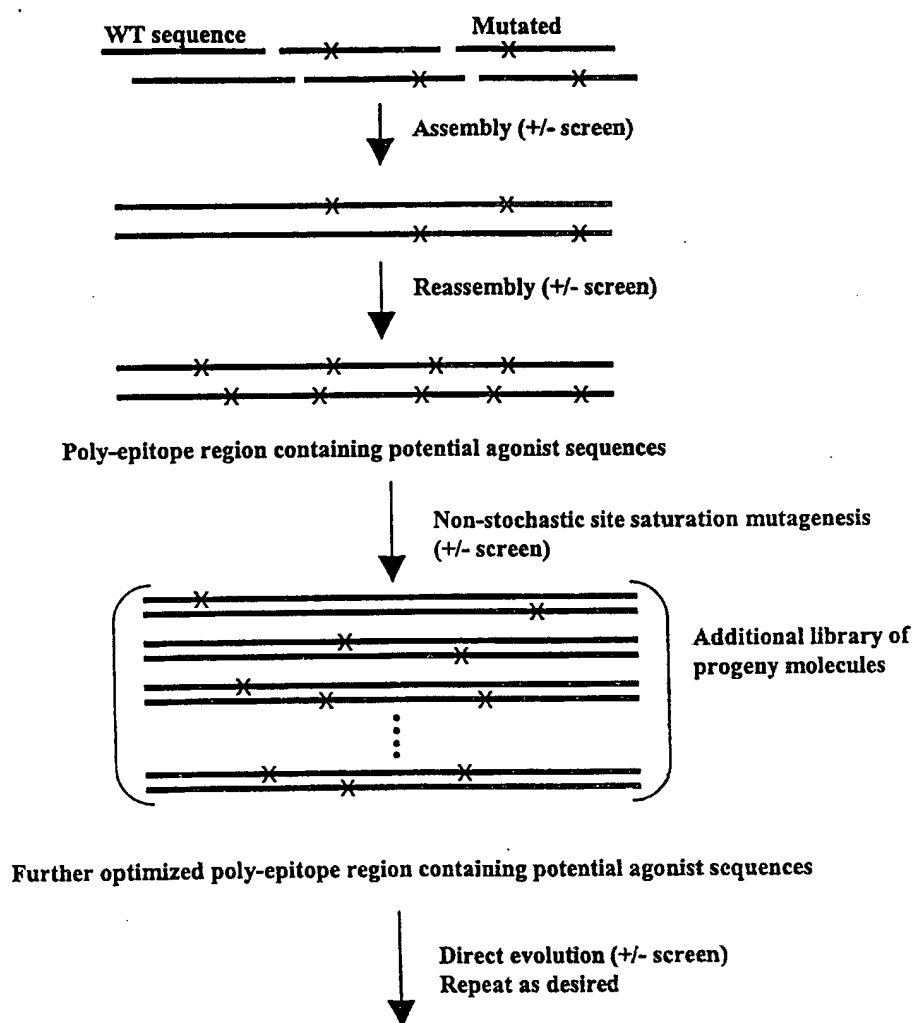 WT sequence
Mutated
Assembly (+/- screen)
Reassembly (+/- screen)
Poly-epitope region containing potential agonist sequences
Non-stochastic site saturation mutagenesis
(+/- screen)
Additional library of
progeny molecules
Further optimized poly-epitope region containing potential agonist sequences
Direct evolution (+/- screen)
Repeat as desired